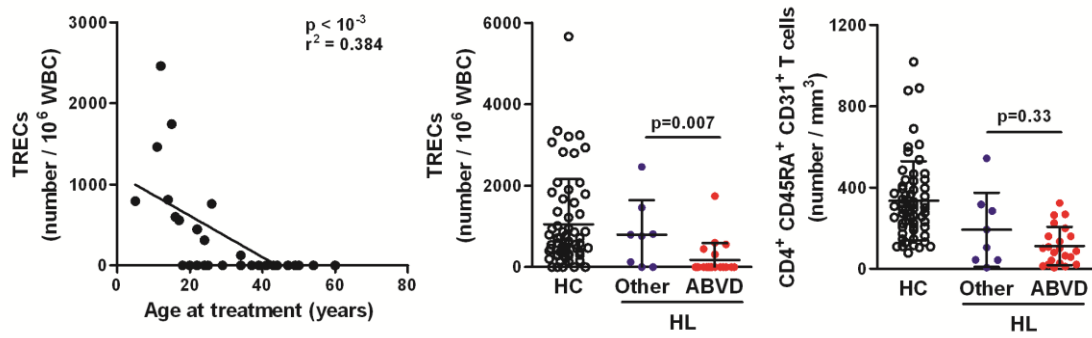 TRECs
(number / 10⁶ WBC)
3000
2000
1000
0
p < 10⁻³
r² = 0.384
0 20 40 60 80
Age at treatment (years)
TRECs
(number / 10⁶ WBC)
6000
4000
2000
0
p=0.007
HC Other ABVD
HL
CD4⁺ CD45RA⁺ CD31⁺ T cells
(number / mm³)
1200
800
400
0
p=0.33
HC Other ABVD
HL